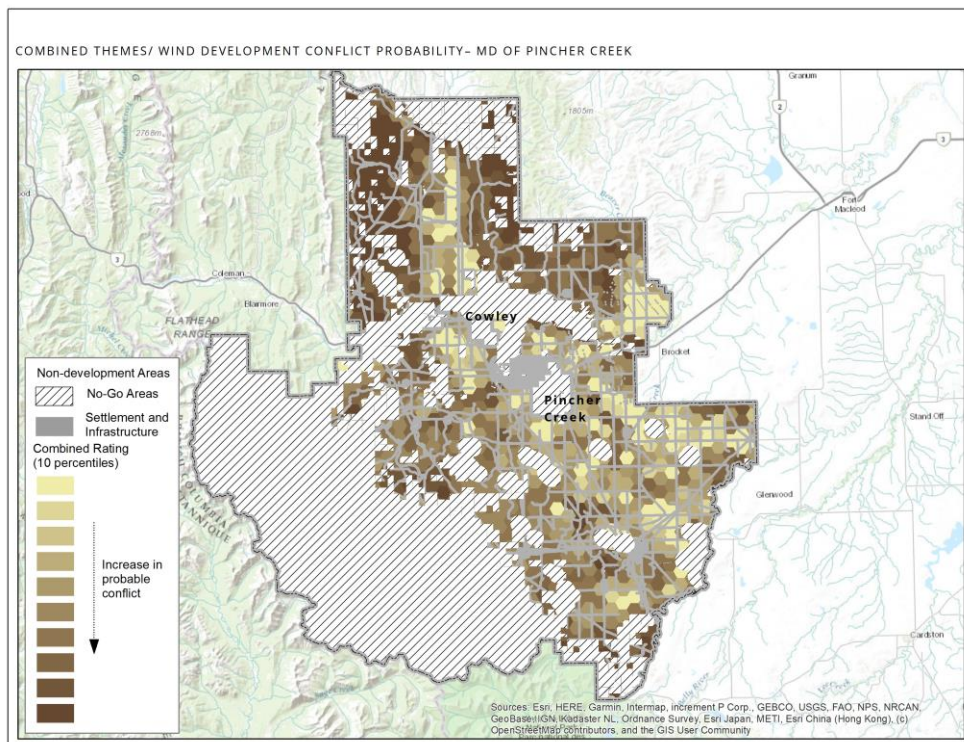 COMBINED THEMES/ WIND DEVELOPMENT CONFLICT PROBABILITY– MD OF PINCHER CREEK
Granum
1805m
2768m
2
3
Fort
Macleod
3
Coleman
Blairmore
FLATHEAD
RANGE
Cowley
Brocket
Pincher
Creek
Stand Off
Glenwood
Cardston
Non-development Areas
No-Go Areas
Settlement and
Infrastructure
Combined Rating
(10 percentiles)
Increase in
probable
conflict
Sources: Esri, HERE, Garmin, Intermap, increment P Corp., GEBCO, USGS, FAO, NPS, NRCAN,
GeoBase, IGN, Kadaster NL, Ordnance Survey, Esri Japan, METI, Esri China (Hong Kong), (c)
OpenStreetMap contributors, and the GIS User Community